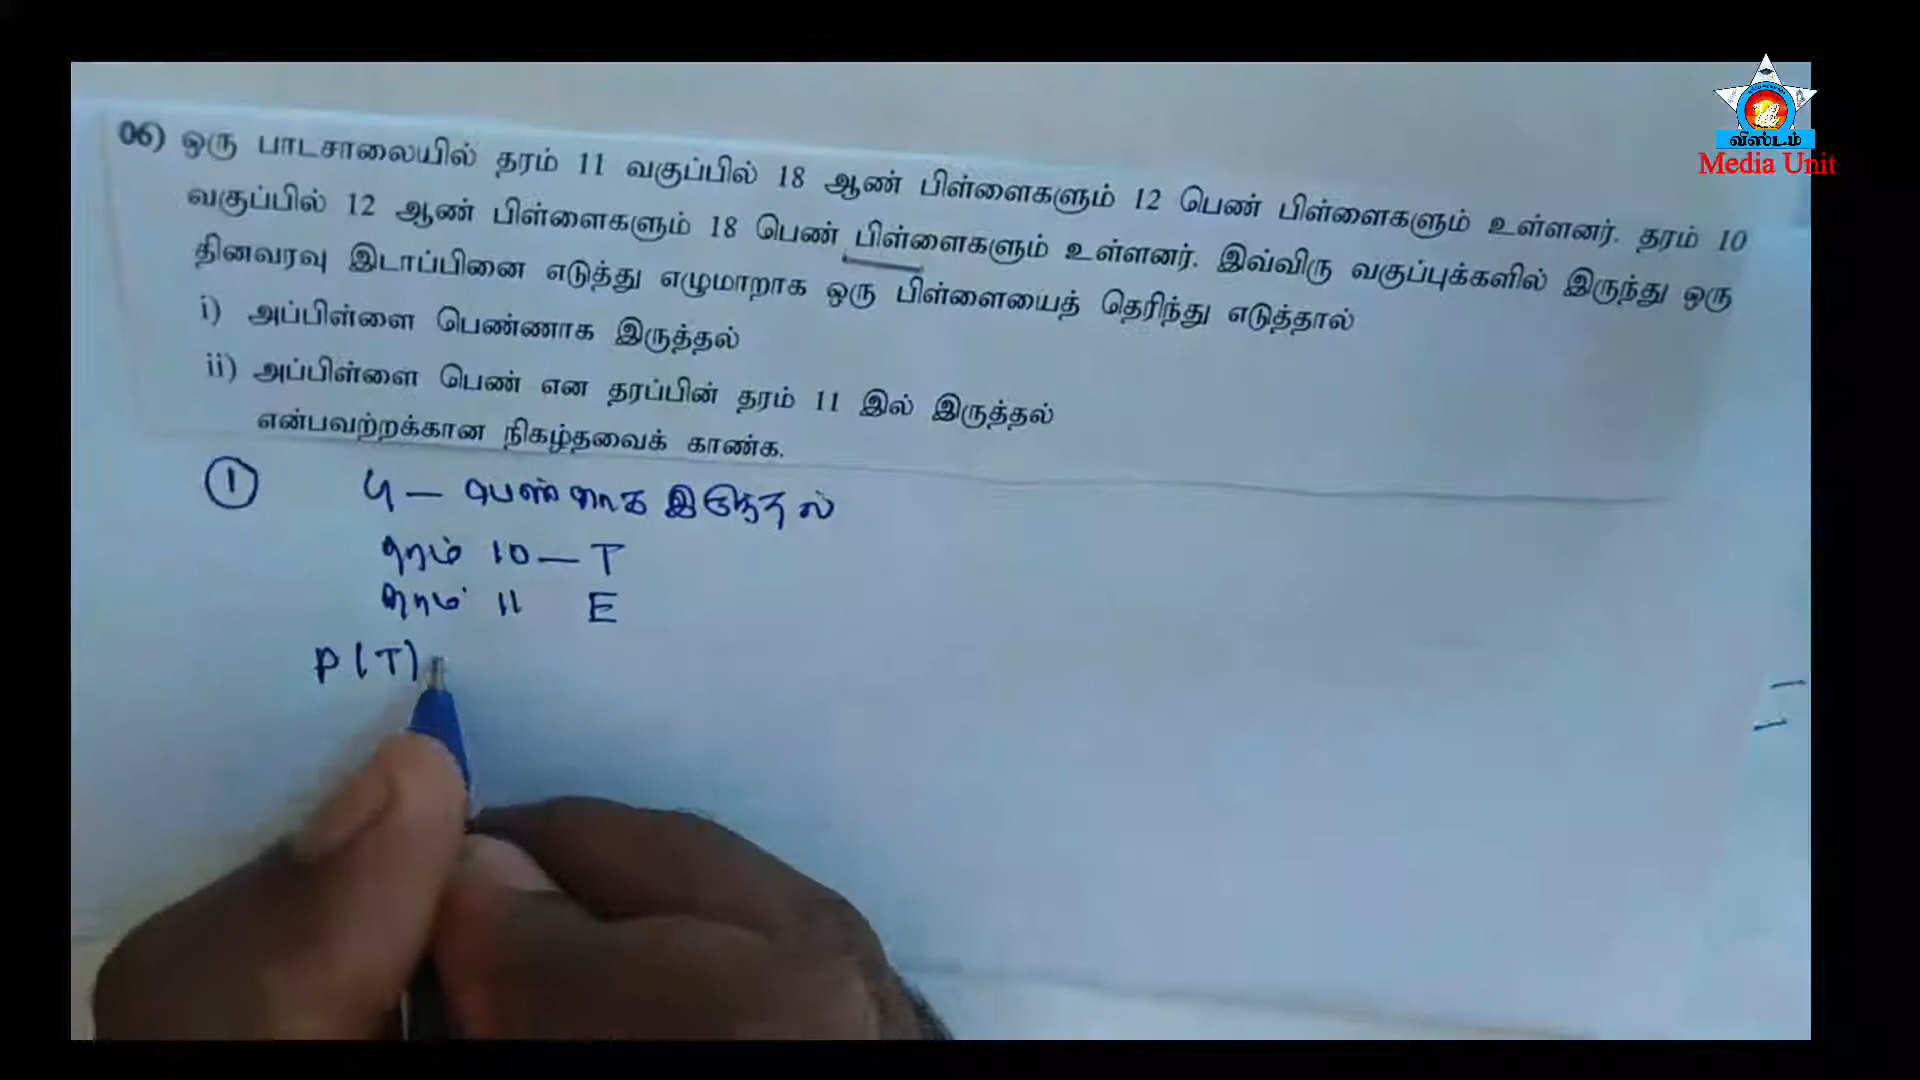 விஸ்டம்
Media Unit
06) ஒரு பாடசாலையில் தரம் 11 வகுப்பில் 18 ஆண் பிள்ளைகளும் 12 பெண் பிள்ளைகளும் உள்ளனர். தரம் 10
வகுப்பில் 12 ஆண் பிள்ளைகளும் 18 பெண் பிள்ளைகளும் உள்ளனர். இவ்விரு வகுப்புக்களில் இருந்து ஒரு
தினவரவு இடாப்பினை எடுத்து எழுமாறாக ஒரு பிள்ளையைத் தெரிந்து எடுத்தால்
i) அப்பிள்ளை பெண்ணாக இருத்தல்
ii) அப்பிள்ளை பெண் என தரப்பின் தரம் 11 இல் இருத்தல்
என்பவற்றக்கான நிகழ்தவைக் காண்க.
1 G — பெண்ணாக இருத்தல்
தரம் 10 — T
தரம் 11 E
P(T)